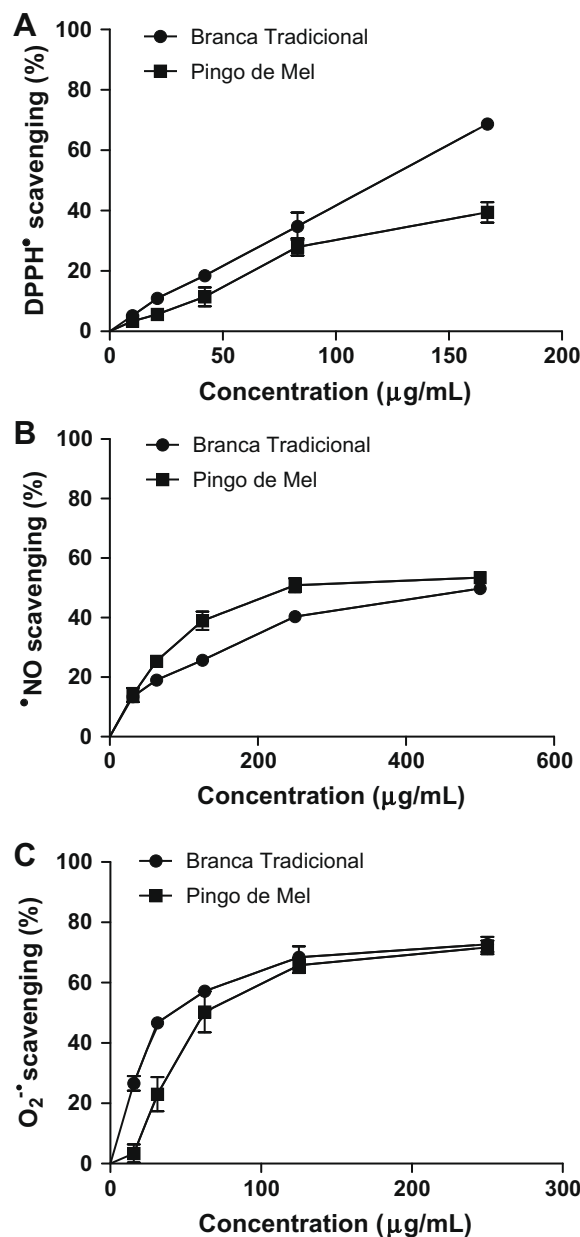 A
Branca Tradicional
Pingo de Mel
DPPH• scavenging (%)
100
80
60
40
20
0
0 50 100 150 200
Concentration (μg/mL)
B
Branca Tradicional
Pingo de Mel
•NO scavenging (%)
100
80
60
40
20
0
0 200 400 600
Concentration (μg/mL)
C
Branca Tradicional
Pingo de Mel
O₂⁻• scavenging (%)
100
80
60
40
20
0
0 100 200 300
Concentration (μg/mL)